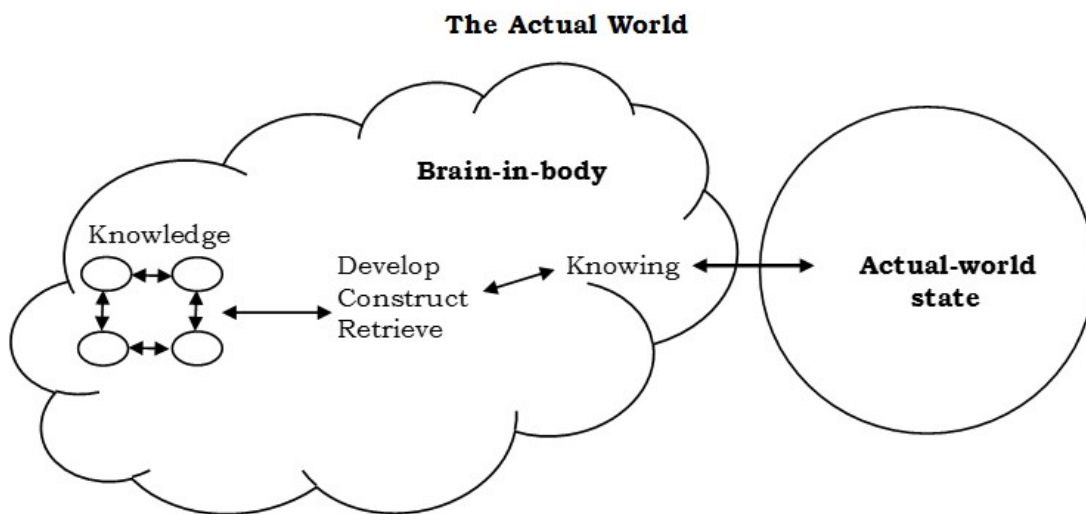 The Actual World
Brain-in-body
Knowledge
Develop
Construct
Retrieve
Knowing
Actual-world
state